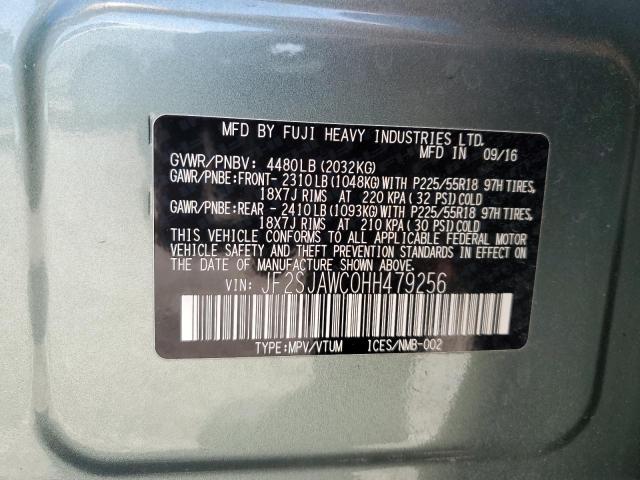 MFD BY FUJI HEAVY INDUSTRIES LTD.
MFD IN 09/16
GVWR/PNBV: 4480LB (2032KG)
GAWR/PNBE:FRONT- 2310LB (1048KG) WITH P225/55R18 97H TIRES,
18X7J RIMS AT 220 KPA (32 PSI) COLD
GAWR/PNBE:REAR - 2410LB (1093KG) WITH P225/55R18 97H TIRES,
18X7J RIMS AT 210 KPA (30 PSI) COLD
THIS VEHICLE CONFORMS TO ALL APPLICABLE FEDERAL MOTOR
VEHICLE SAFETY AND THEFT PREVENTION STANDARDS IN EFFECT ON
THE DATE OF MANUFACTURE SHOWN ABOVE.
VIN: JF2SJAWC0HH479256
TYPE:MPV/VTUM 1CES/NMB-002